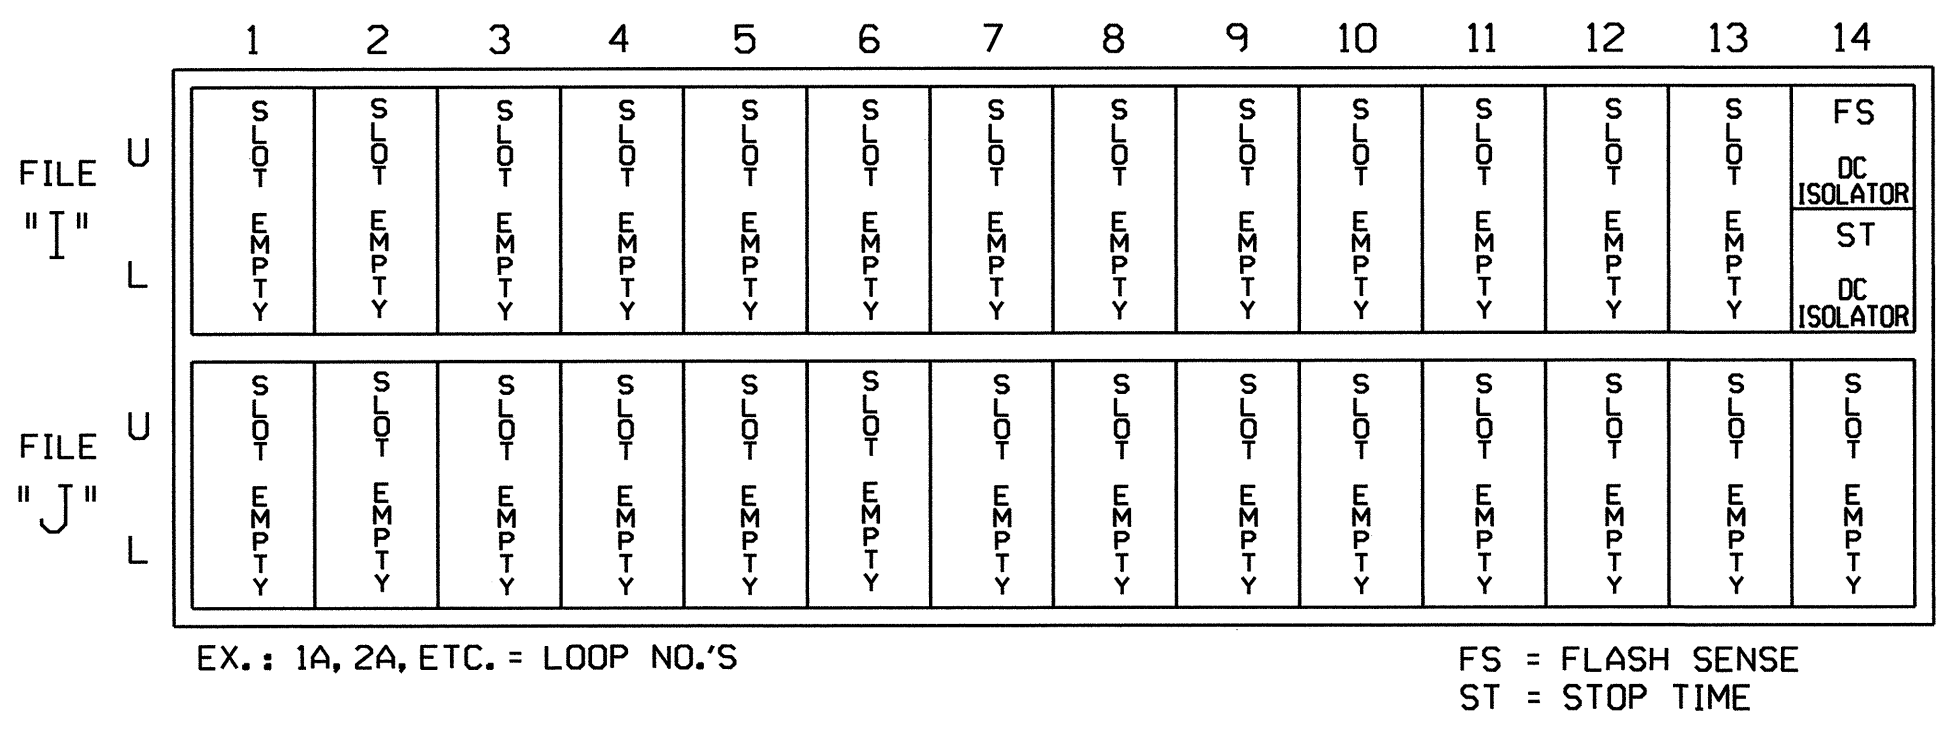 1 2 3 4 5 6 7 8 9 10 11 12 13 14
FILE "I"
U
L
SLOT EMPTY
SLOT EMPTY
SLOT EMPTY
SLOT EMPTY
SLOT EMPTY
SLOT EMPTY
SLOT EMPTY
SLOT EMPTY
SLOT EMPTY
SLOT EMPTY
SLOT EMPTY
SLOT EMPTY
SLOT EMPTY
FS
DC
ISOLATOR
ST
DC
ISOLATOR
FILE "J"
U
L
SLOT EMPTY
SLOT EMPTY
SLOT EMPTY
SLOT EMPTY
SLOT EMPTY
SLOT EMPTY
SLOT EMPTY
SLOT EMPTY
SLOT EMPTY
SLOT EMPTY
SLOT EMPTY
SLOT EMPTY
SLOT EMPTY
SLOT EMPTY
EX.: 1A, 2A, ETC. = LOOP NO.'S
FS = FLASH SENSE
ST = STOP TIME